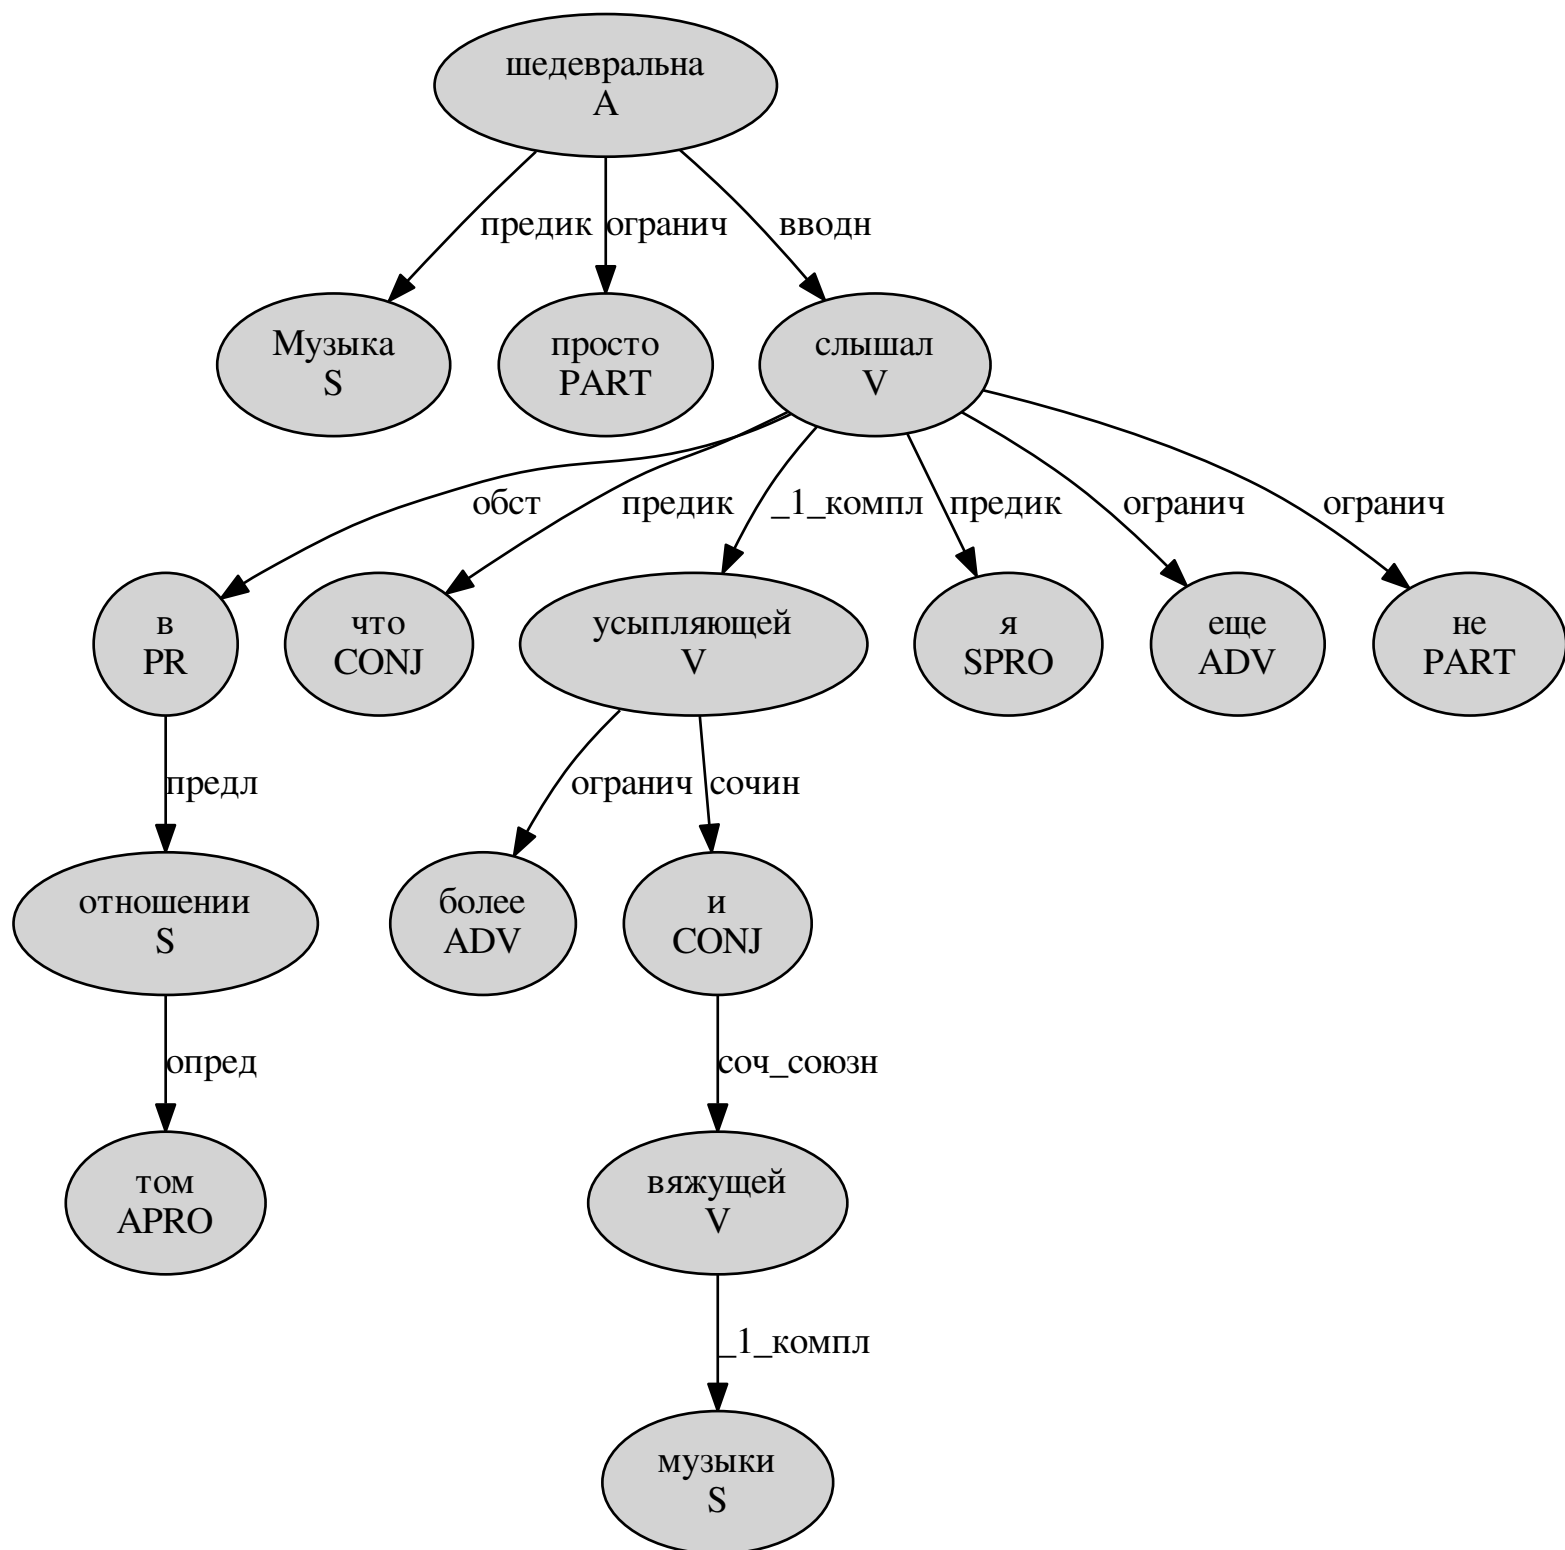 шедевральна
A
предик
огранич
вводн
Музыка
S
просто
PART
слышал
V
обст
предик
_1_компл
предик
огранич
огранич
в
PR
что
CONJ
усыпляющей
V
я
SPRO
еще
ADV
не
PART
предл
огранич
сочин
отношении
S
более
ADV
и
CONJ
опред
соч_союзн
том
APRO
вяжущей
V
_1_компл
музыки
S